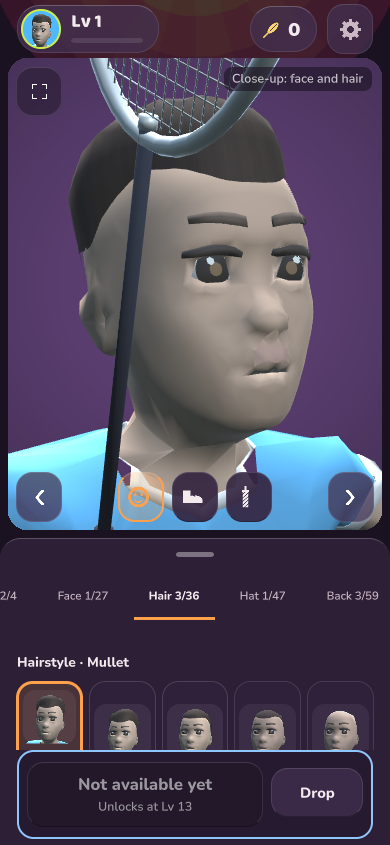 Lv 1
0
Close-up: face and hair
2/4
Face 1/27
Hair 3/36
Hat 1/47
Back 3/59
Hairstyle · Mullet
Not available yet
Unlocks at Lv 13
Drop